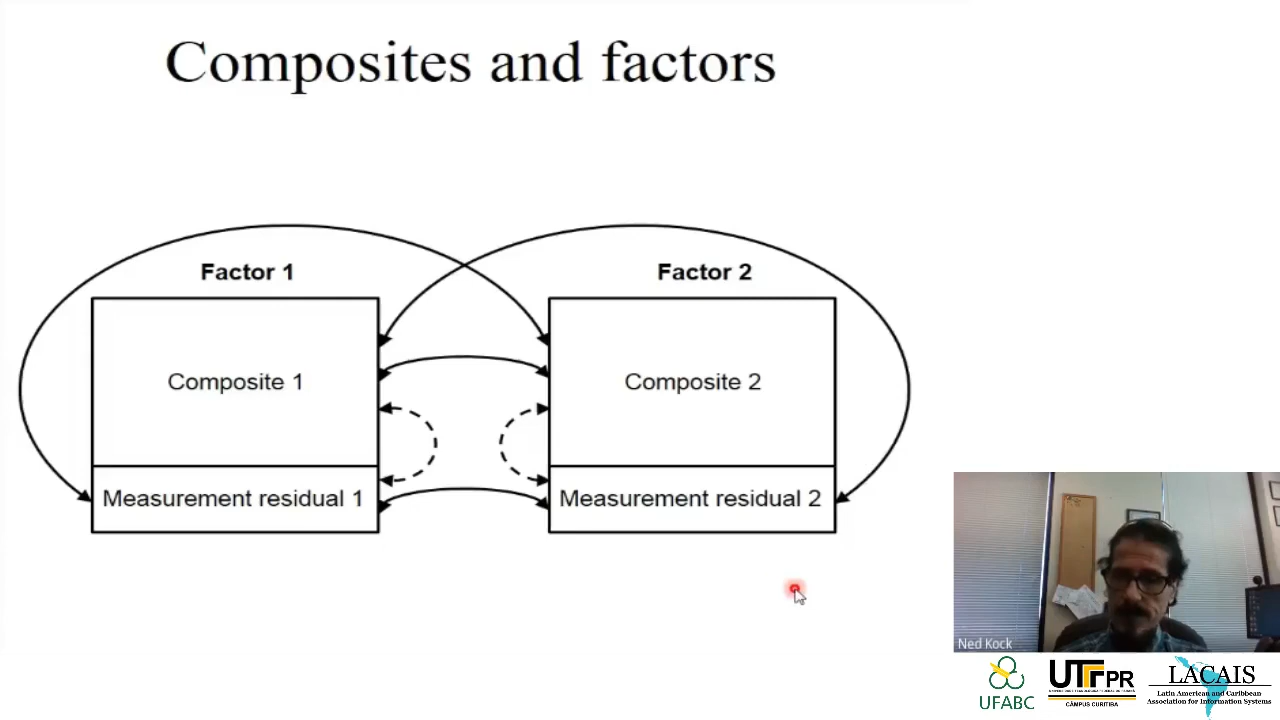 Composites and factors
Factor 1
Factor 2
Composite 1
Composite 2
Measurement residual 1
Measurement residual 2
Ned Kock
UFABC
UTFPR
CÂMPUS CURITIBA
LACAIS
Latin American and Caribbean
Association for Information Systems